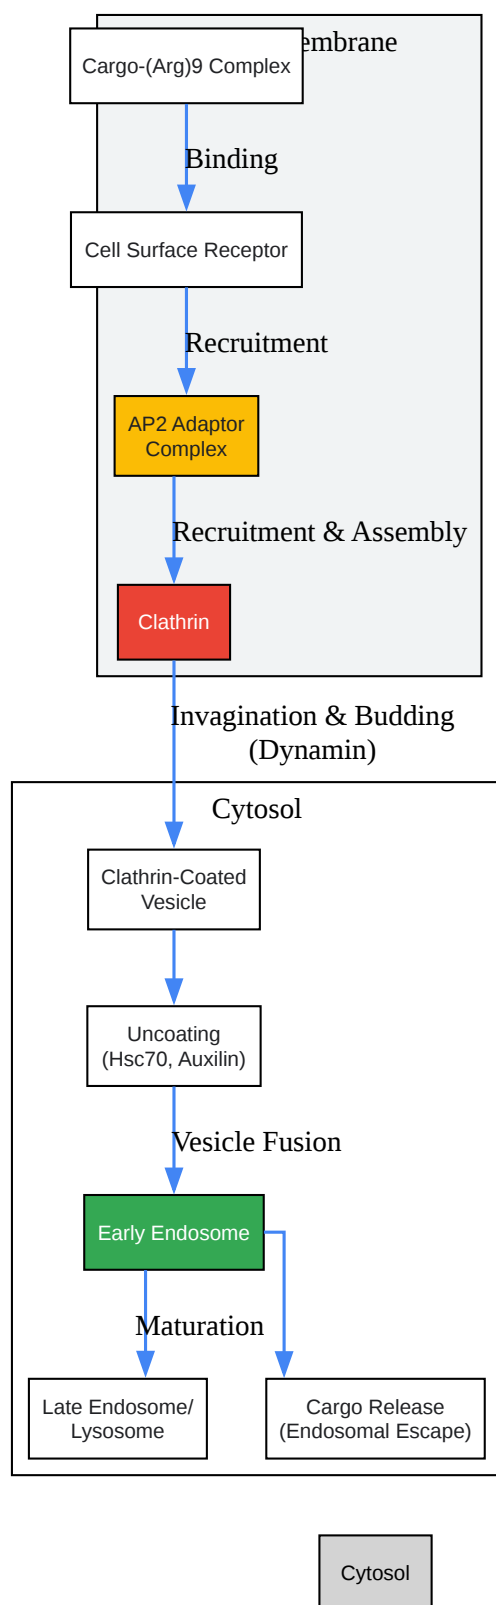 Cargo-(Arg)9 Complex
embrane
Binding
Cell Surface Receptor
Recruitment
AP2 Adaptor
Complex
Recruitment & Assembly
Clathrin
Invagination & Budding
(Dynamin)
Cytosol
Clathrin-Coated
Vesicle
Uncoating
(Hsc70, Auxilin)
Vesicle Fusion
Early Endosome
Maturation
Late Endosome/
Lysosome
Cargo Release
(Endosomal Escape)
Cytosol